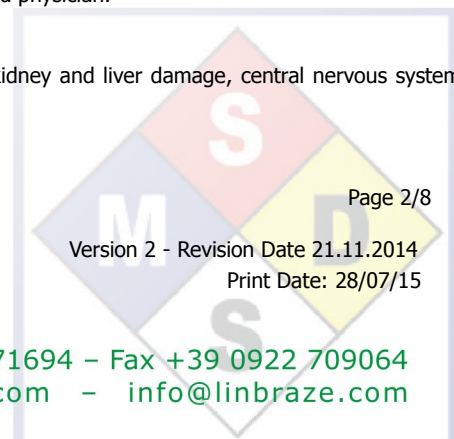 d physician.
kidney and liver damage, central nervous system
S
Page 2/8
M D
Version 2 - Revision Date 21.11.2014
Print Date: 28/07/15
S
71694 – Fax +39 0922 709064
com – info@linbraze.com